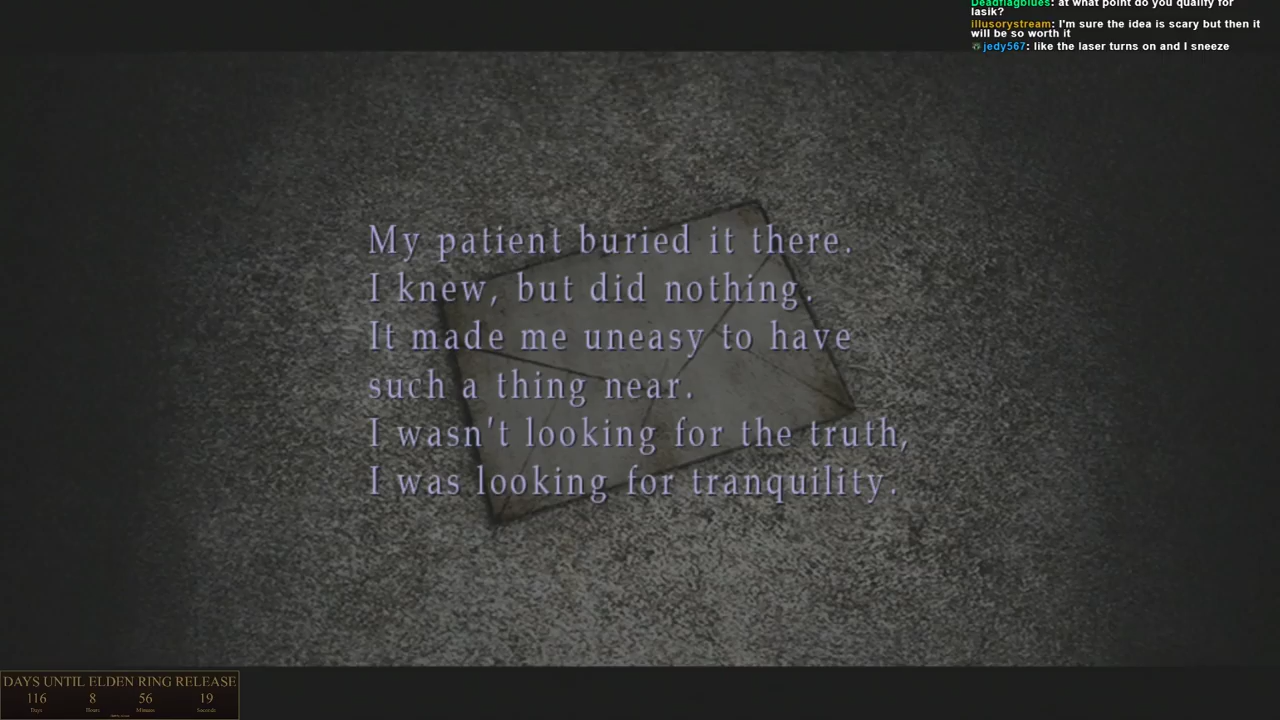 Deadflagblues: at what point do you qualify for
lasik?
illusorystream: I'm sure the idea is scary but then it
will be so worth it
jedy567: like the laser turns on and I sneeze
My patient buried it there.
I knew, but did nothing.
It made me uneasy to have
such a thing near.
I wasn't looking for the truth,
I was looking for tranquility.
DAYS UNTIL ELDEN RING RELEASE
116 8 56 19
Days Hours Minutes Seconds